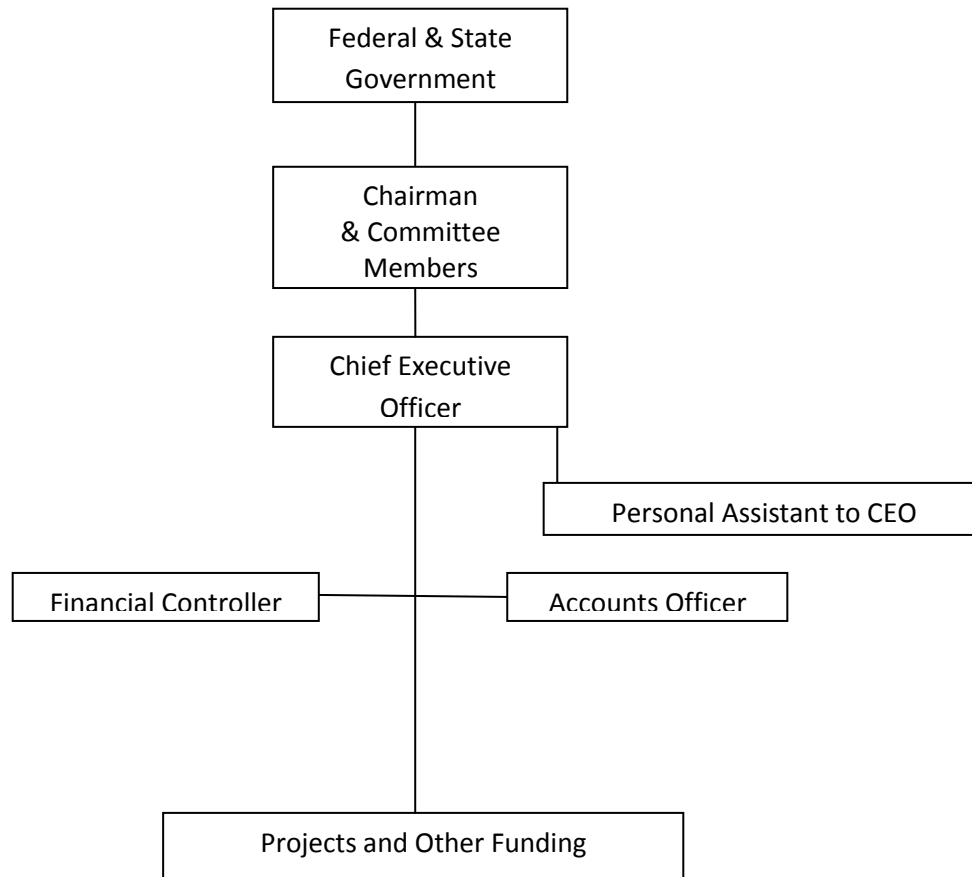 Federal & State
Government
Chairman
& Committee
Members
Chief Executive
Officer
Personal Assistant to CEO
Financial Controller
Accounts Officer
Projects and Other Funding